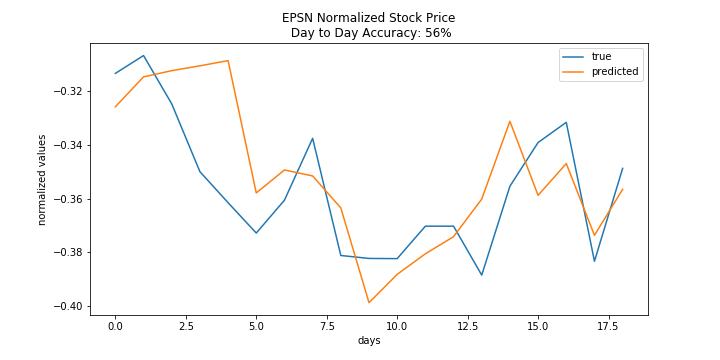 EPSN Normalized Stock Price
Day to Day Accuracy: 56%
true
predicted
normalized values
−0.32
−0.34
−0.36
−0.38
−0.40
0.0 2.5 5.0 7.5 10.0 12.5 15.0 17.5
days